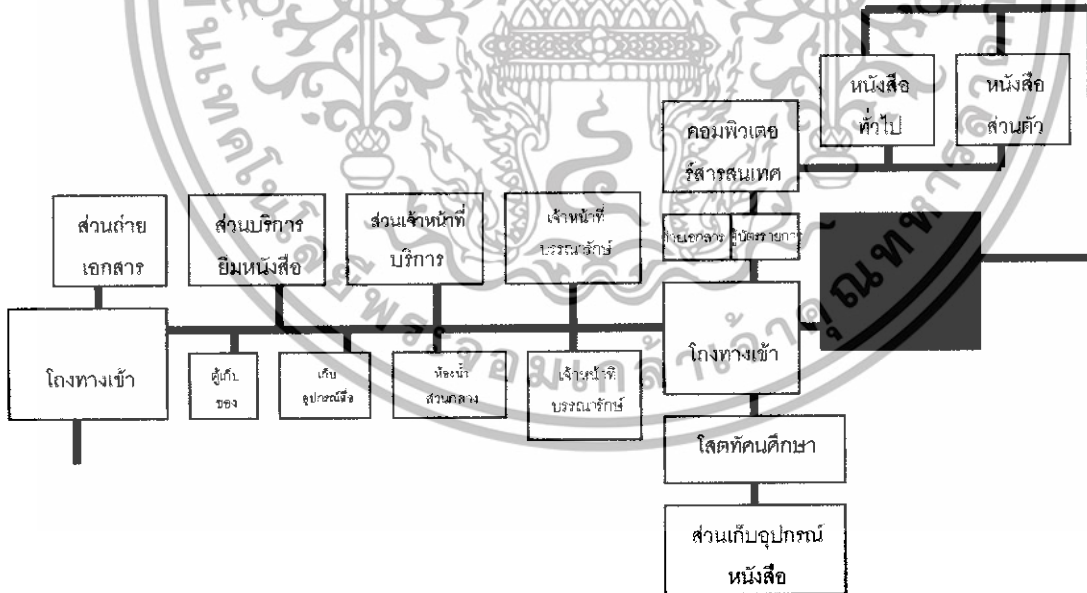 หนังสือ
ทั่วไป
หนังสือ
ส่วนตัว
คอมพิวเตอ
ร์สารสนเทศ
ส่วนถ่าย
เอกสาร
ส่วนบริการ
ยืมหนังสือ
ส่วนเจ้าหน้าที่
บริการ
เจ้าหน้าที่
บรรณารักษ์
ตู้บัตรรายการ
โถงทางเข้า
ตู้เก็บ
ของ
เก็บ
อุปกรณ์สื่อ
ห้องน้ำ
ส่วนกลาง
เจ้าหน้าที่
บรรณารักษ์
โถงทางเข้า
โสตทัศนศึกษา
ส่วนเก็บอุปกรณ์
หนังสือ